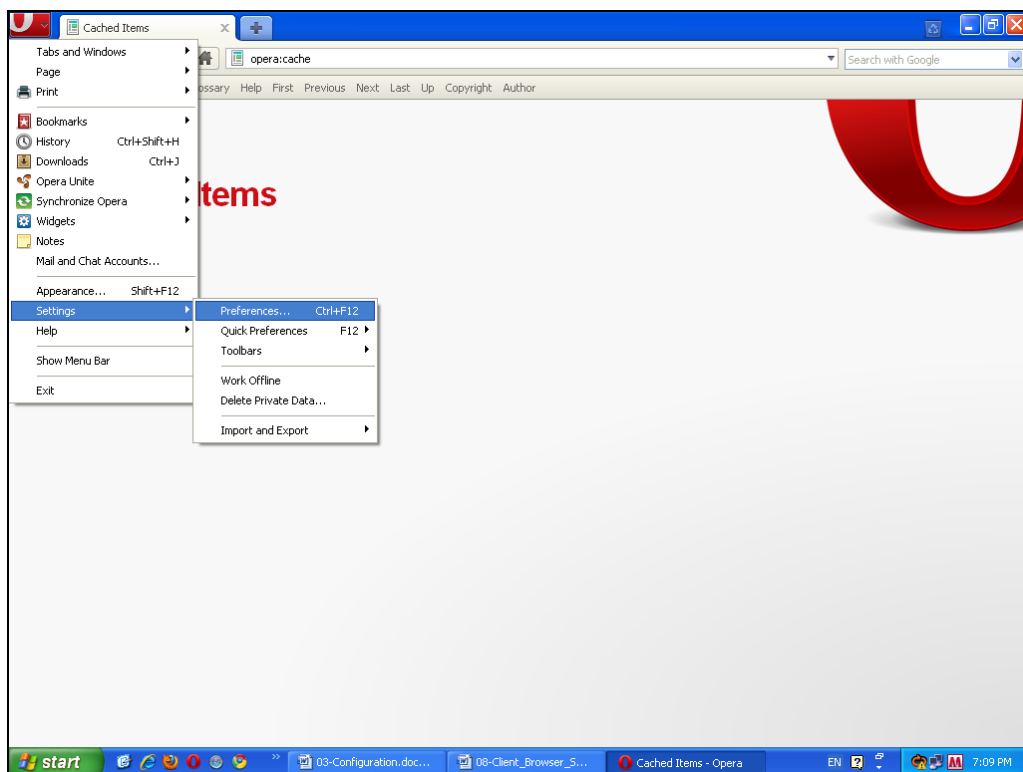 Cached Items
Tabs and Windows
opera:cache
Search with Google
Page
Print
ossary Help First Previous Next Last Up Copyright Author
Bookmarks
History Ctrl+Shift+H
Downloads Ctrl+J
Opera Unite
Items
Synchronize Opera
Widgets
Notes
Mail and Chat Accounts...
Appearance... Shift+F12
Settings
Preferences... Ctrl+F12
Help
Quick Preferences F12
Toolbars
Show Menu Bar
Work Offline
Exit
Delete Private Data...
Import and Export
start
03-Configuration.doc...
08-Client_Browser_S...
Cached Items - Opera
EN
7:09 PM